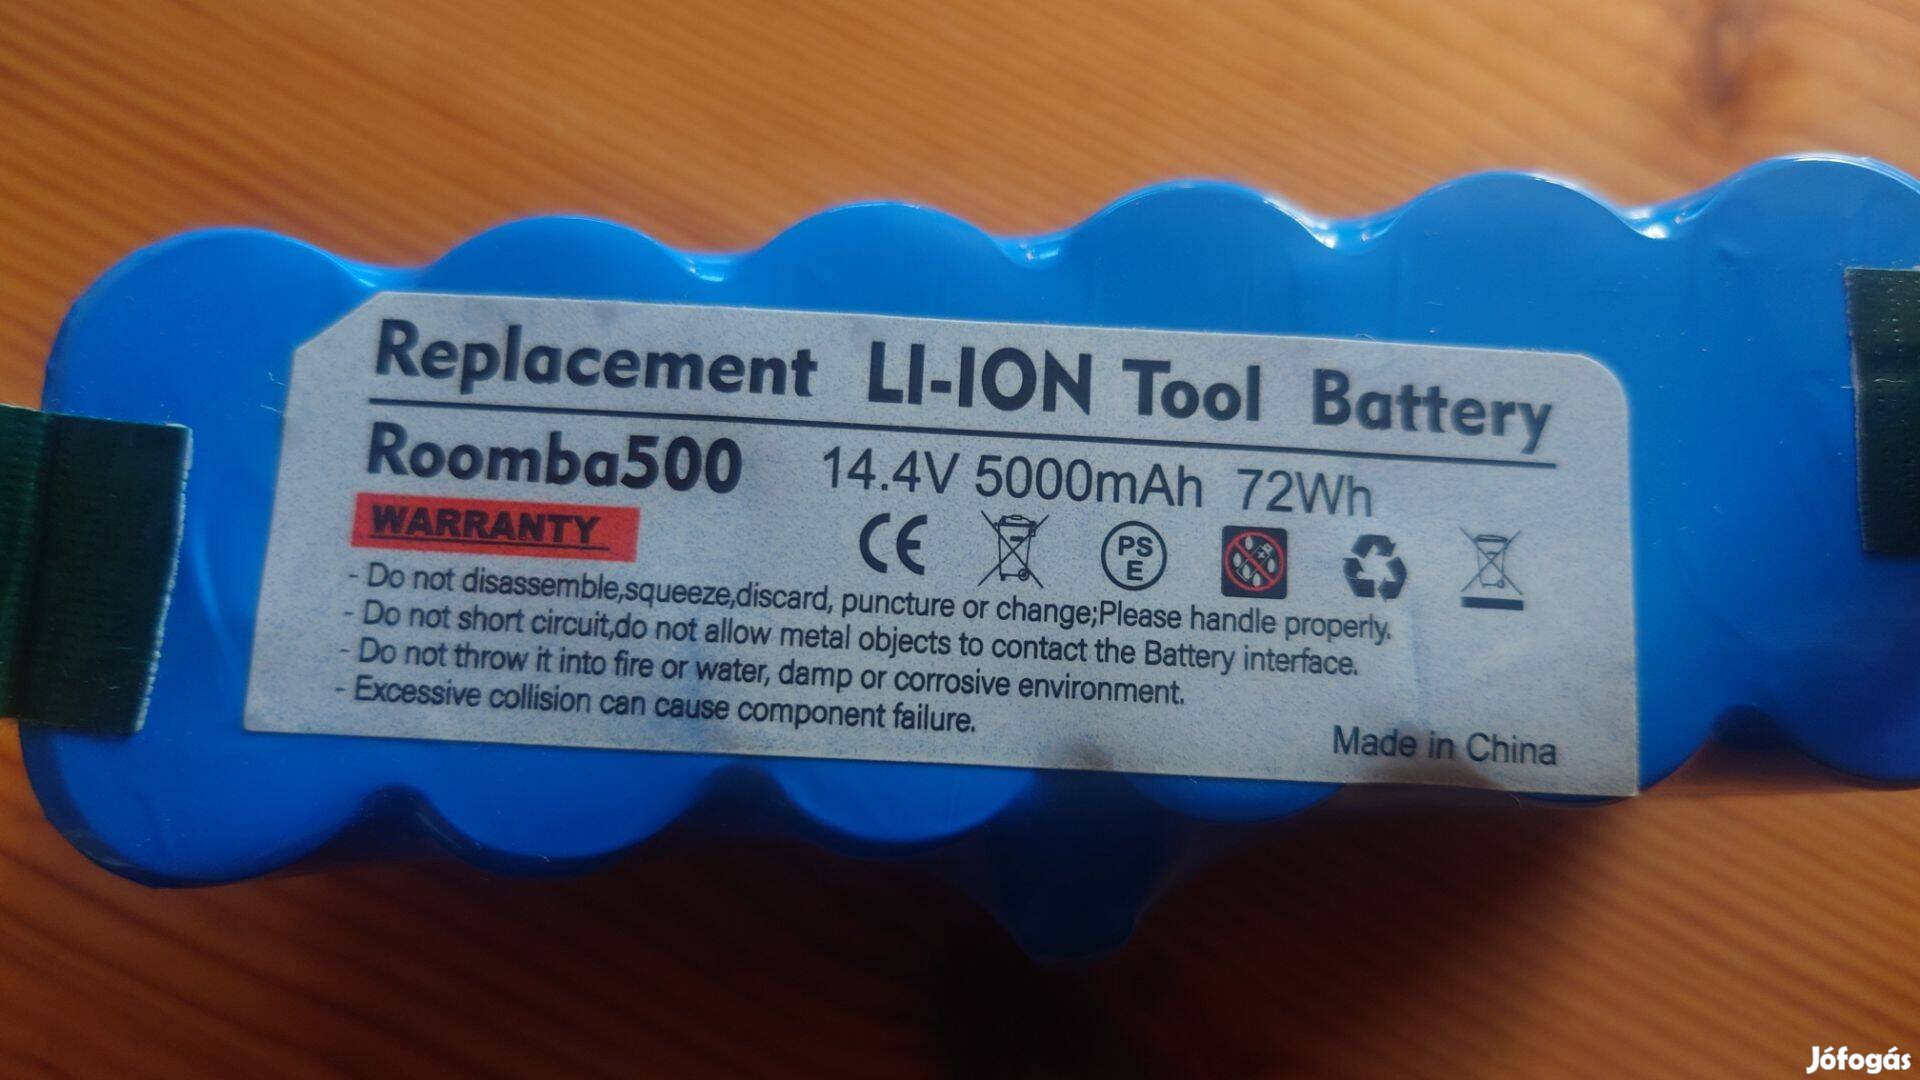 Replacement LI-ION Tool Battery
Roomba500 14.4V 5000mAh 72Wh
WARRANTY
CE PS E
- Do not disassemble,squeeze,discard, puncture or change;Please handle properly.
- Do not short circuit,do not allow metal objects to contact the Battery interface.
- Do not throw it into fire or water, damp or corrosive environment.
- Excessive collision can cause component failure.
Made in China
Jófogás